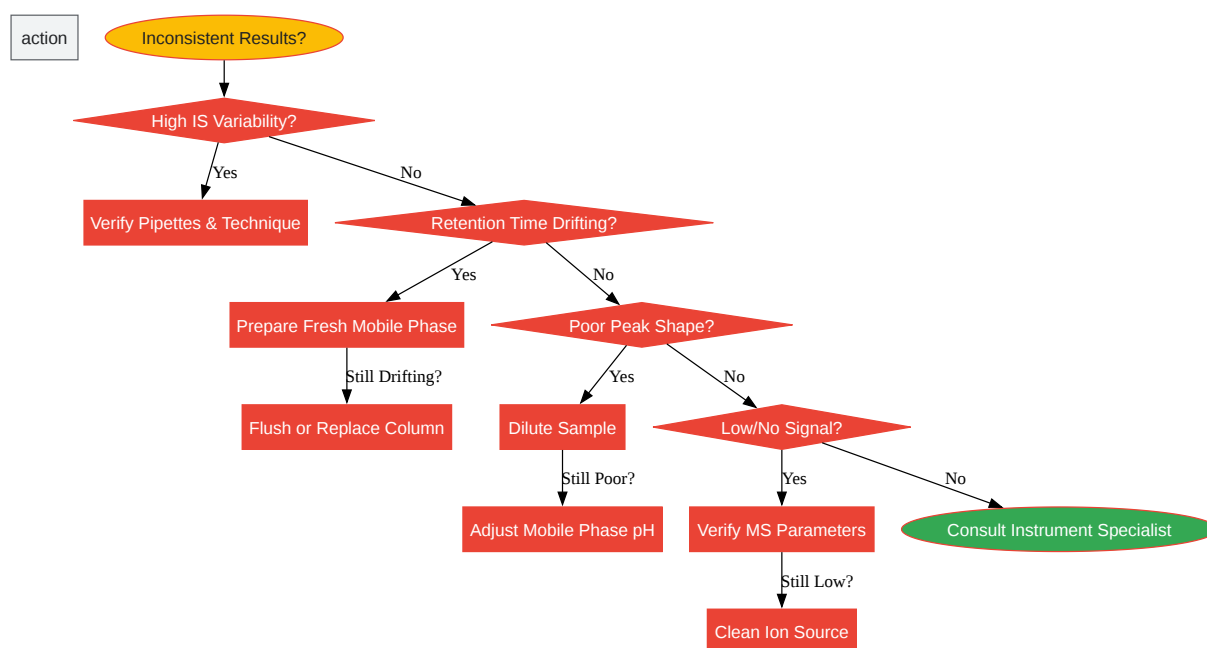 action
Inconsistent Results?
High IS Variability?
Yes
No
Verify Pipettes & Technique
Retention Time Drifting?
Yes
No
Prepare Fresh Mobile Phase
Poor Peak Shape?
Still Drifting?
Yes
No
Flush or Replace Column
Dilute Sample
Low/No Signal?
Still Poor?
Yes
No
Adjust Mobile Phase pH
Verify MS Parameters
Consult Instrument Specialist
Still Low?
Clean Ion Source